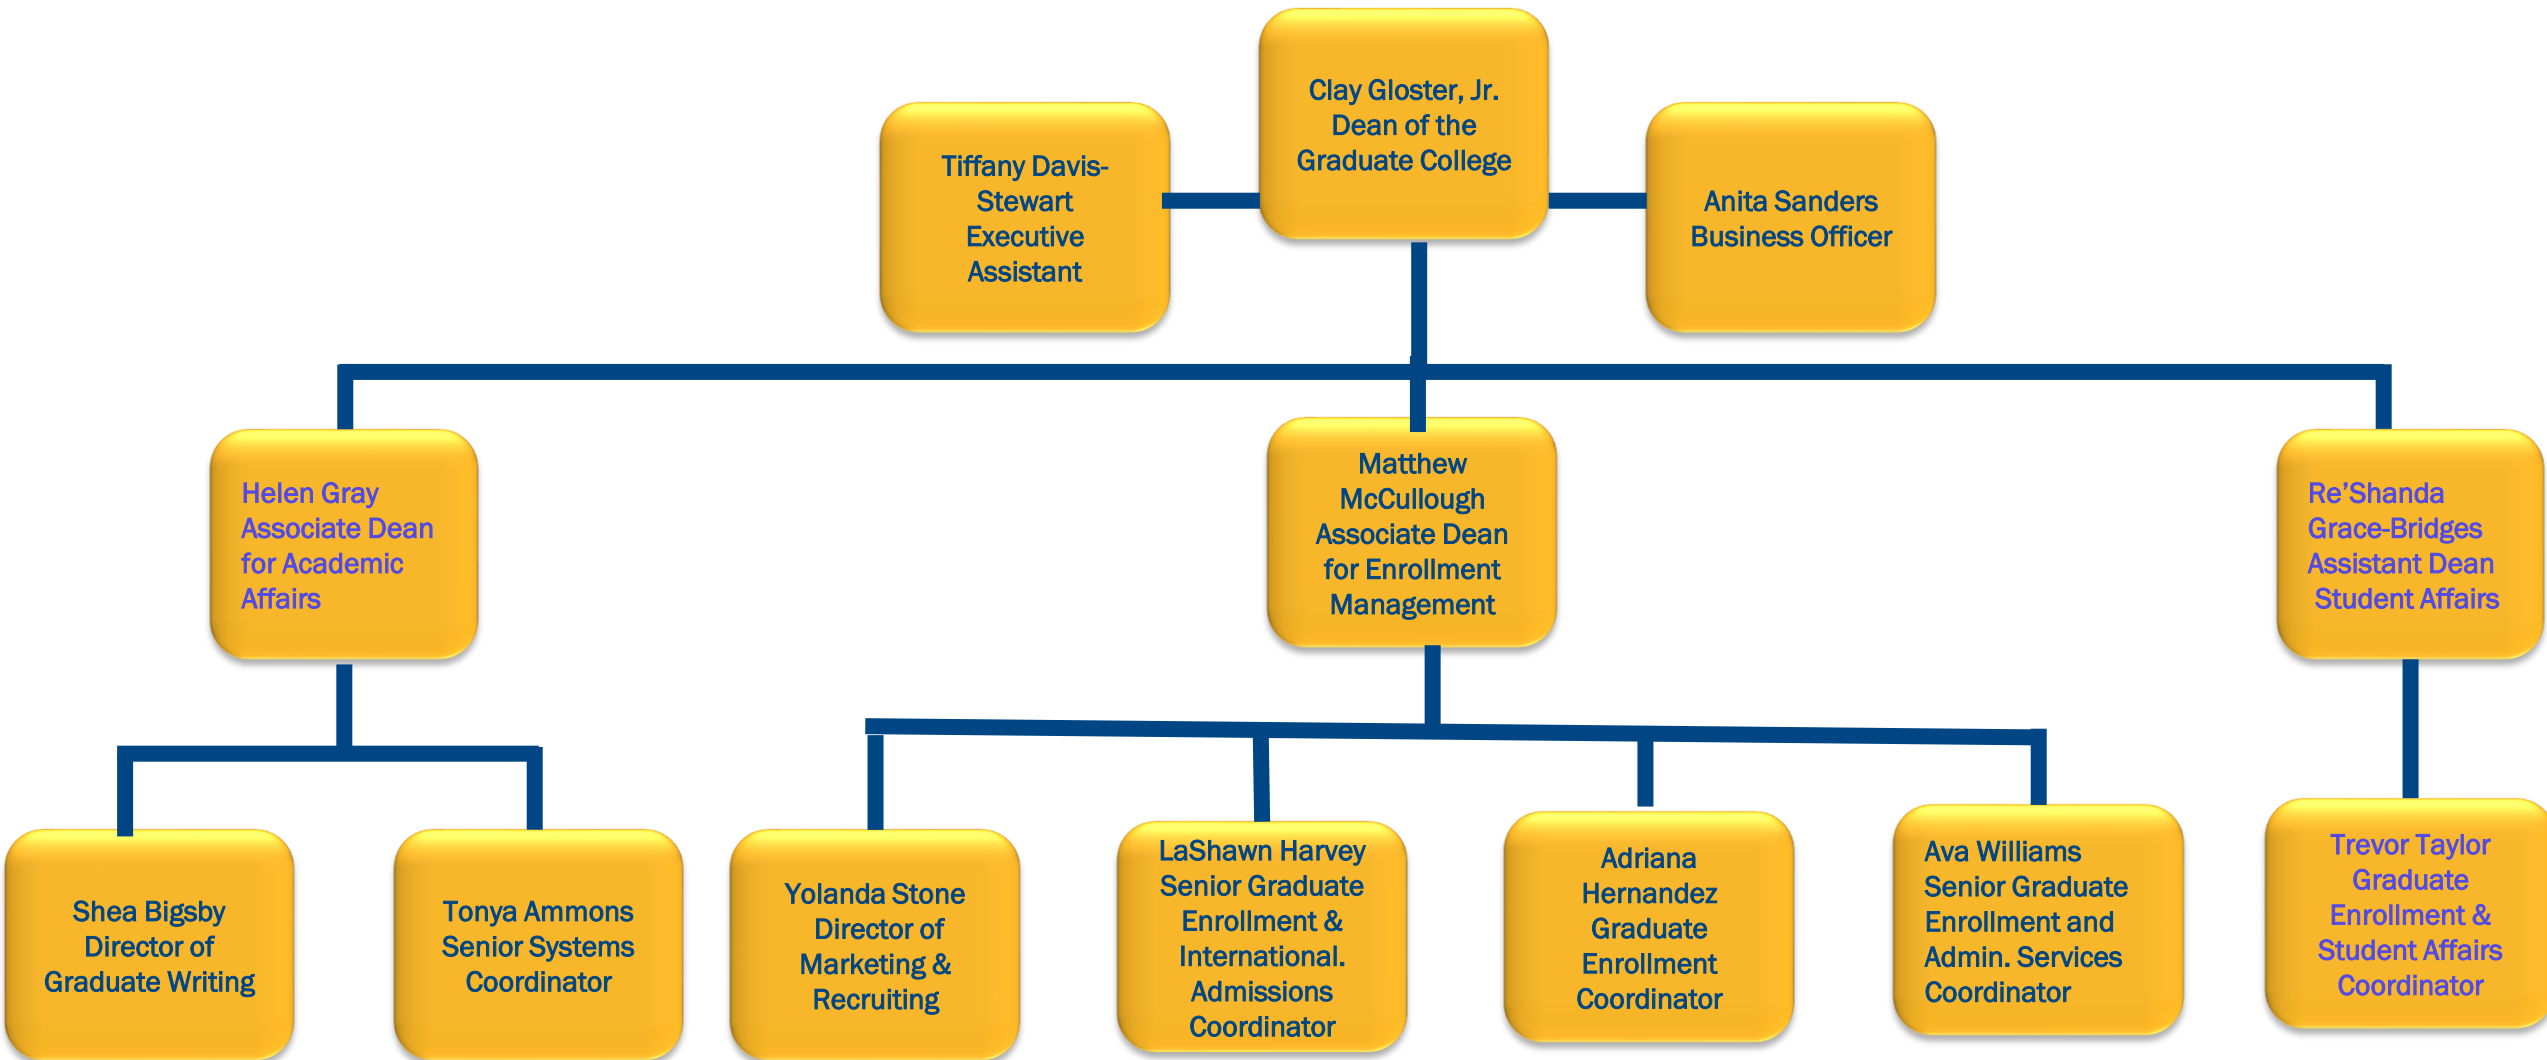 Clay Gloster, Jr.
Dean of the
Graduate College
Tiffany Davis-
Stewart
Executive
Assistant
Anita Sanders
Business Officer
Helen Gray
Associate Dean
for Academic
Affairs
Matthew
McCullough
Associate Dean
for Enrollment
Management
Re’Shanda
Grace-Bridges
Assistant Dean
Student Affairs
Shea Bigsby
Director of
Graduate Writing
Tonya Ammons
Senior Systems
Coordinator
Yolanda Stone
Director of
Marketing &
Recruiting
LaShawn Harvey
Senior Graduate
Enrollment &
International.
Admissions
Coordinator
Adriana
Hernandez
Graduate
Enrollment
Coordinator
Ava Williams
Senior Graduate
Enrollment and
Admin. Services
Coordinator
Trevor Taylor
Graduate
Enrollment &
Student Affairs
Coordinator